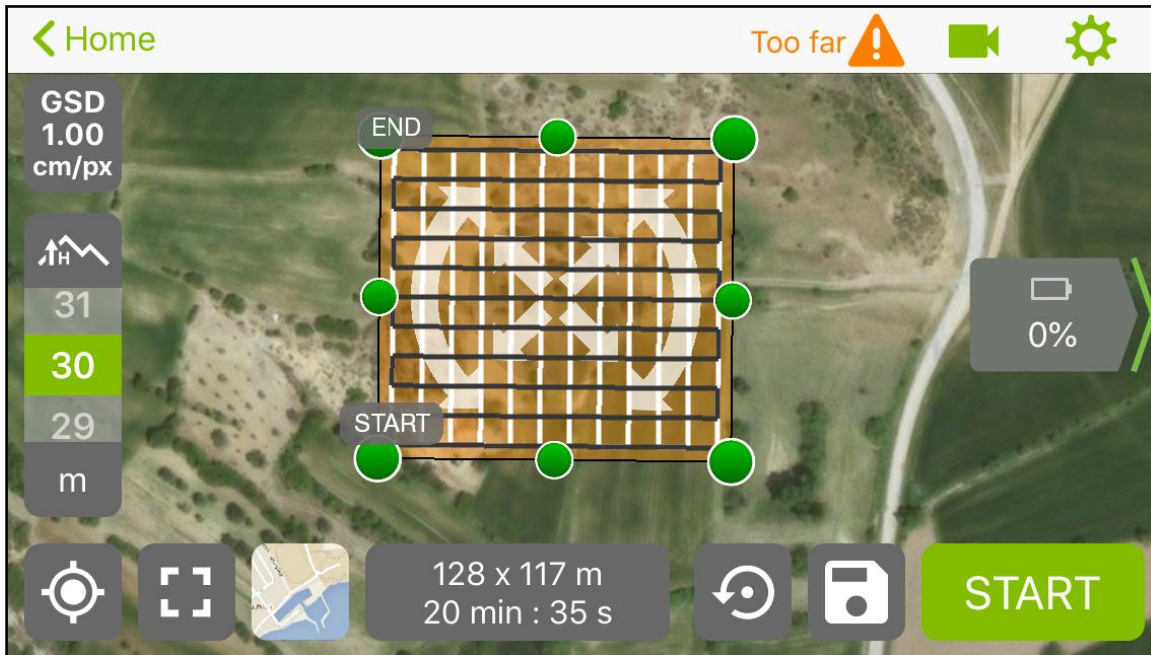 Home
Too far
GSD
1.00
cm/px
H
31
30
29
m
END
START
0%
128 x 117 m
20 min : 35 s
START